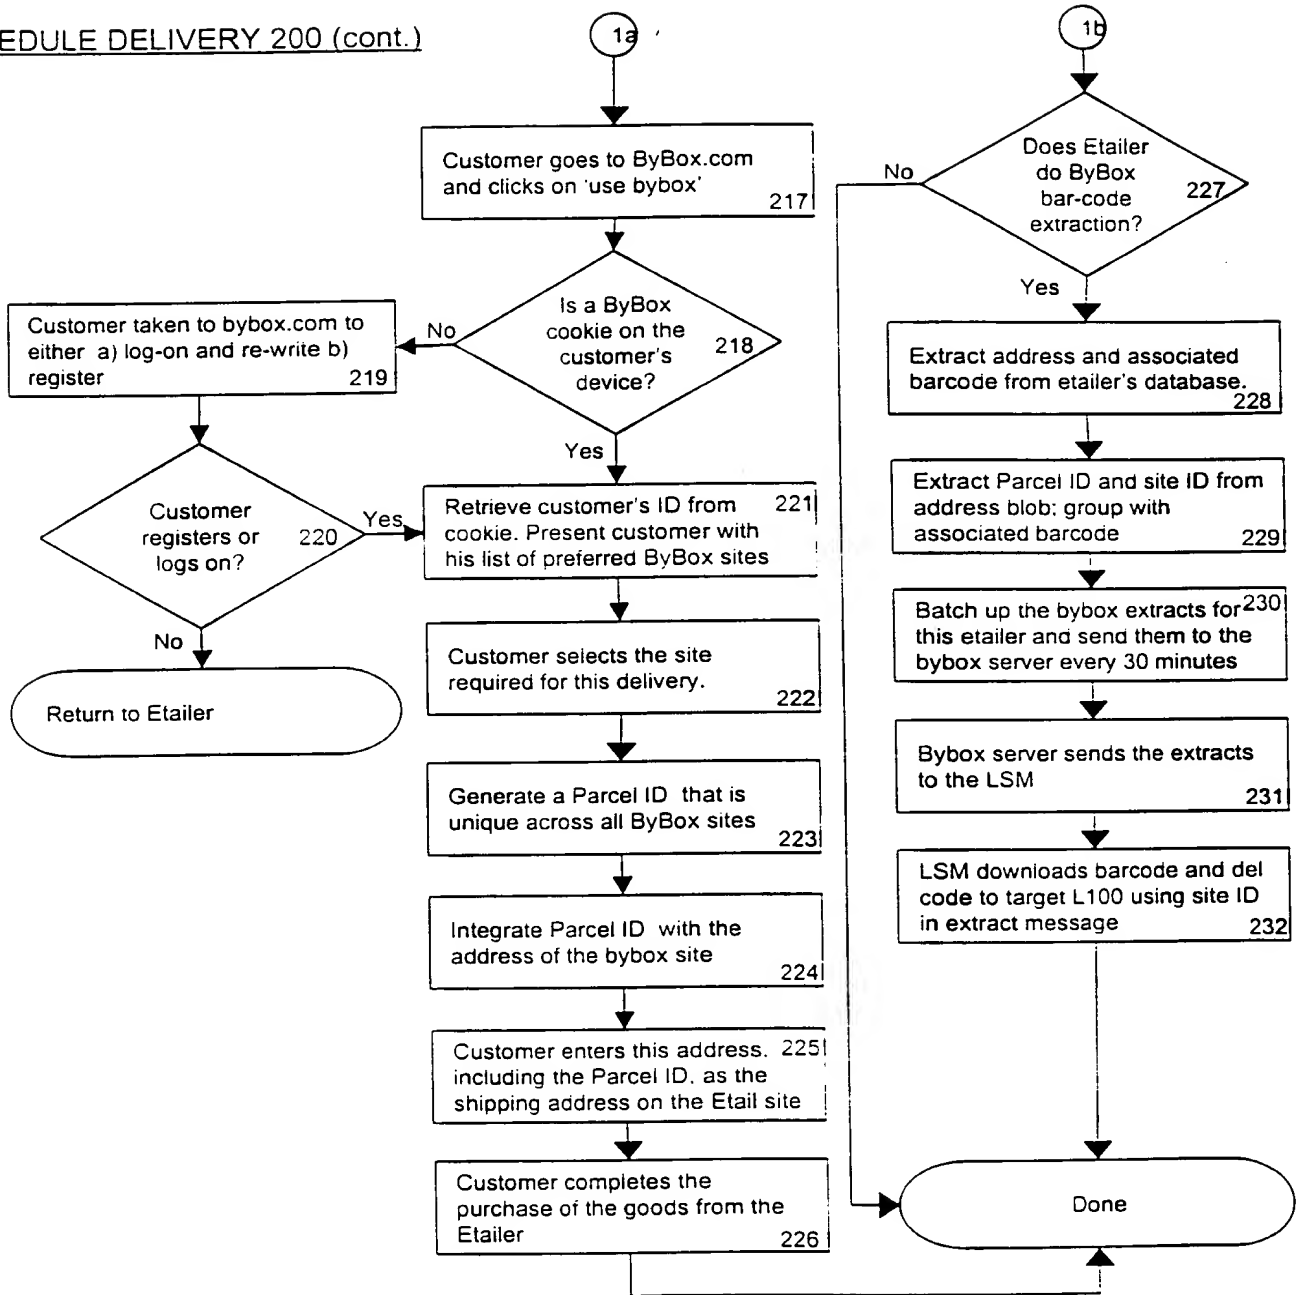 EDULE DELIVERY 200 (cont.)
1a
Customer goes to ByBox.com
and clicks on 'use bybox'
217
Is a ByBox
cookie on the
customer's
device?
218
No
Yes
Customer taken to bybox.com to
either a) log-on and re-write b)
register
219
Customer
registers or
logs on?
220
Yes
No
Return to Etailer
Retrieve customer's ID from
cookie. Present customer with
his list of preferred ByBox sites
221
Customer selects the site
required for this delivery.
222
Generate a Parcel ID that is
unique across all ByBox sites
223
Integrate Parcel ID with the
address of the bybox site
224
Customer enters this address.
including the Parcel ID. as the
shipping address on the Etail site
225
Customer completes the
purchase of the goods from the
Etailer
226
1b
Does Etailer
do ByBox
bar-code
extraction?
227
No
Yes
Extract address and associated
barcode from etailer's database.
228
Extract Parcel ID and site ID from
address blob: group with
associated barcode
229
Batch up the bybox extracts for
this etailer and send them to the
bybox server every 30 minutes
230
Bybox server sends the extracts
to the LSM
231
LSM downloads barcode and del
code to target L100 using site ID
in extract message
232
Done